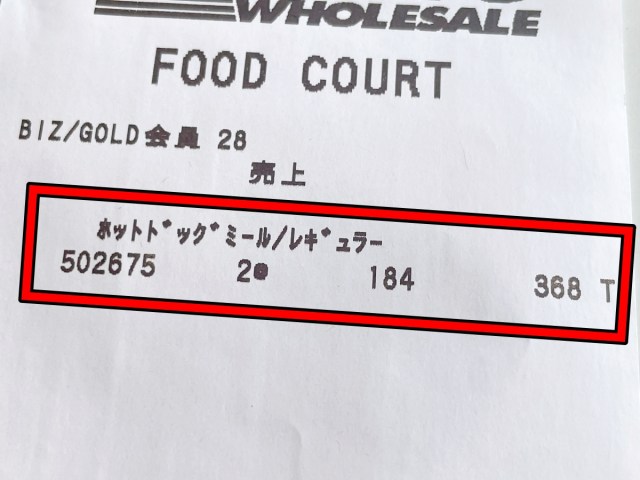 WHOLESALE
FOOD COURT
BIZ/GOLD会員 28
売上
ﾎｯﾄﾄﾞｯｸﾞﾐｰﾙ/ﾚｷﾞｭﾗｰ
502675 2@ 184 368 T